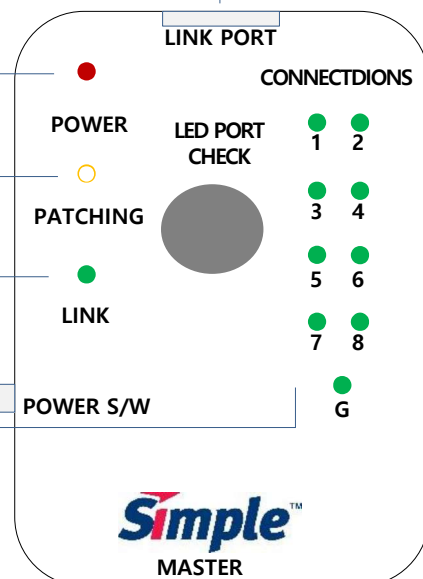 LINK PORT
CONNECTDIONS
POWER
LED PORT
CHECK
1 2
PATCHING
3 4
5 6
LINK
7 8
POWER S/W
G
Simple™
MASTER